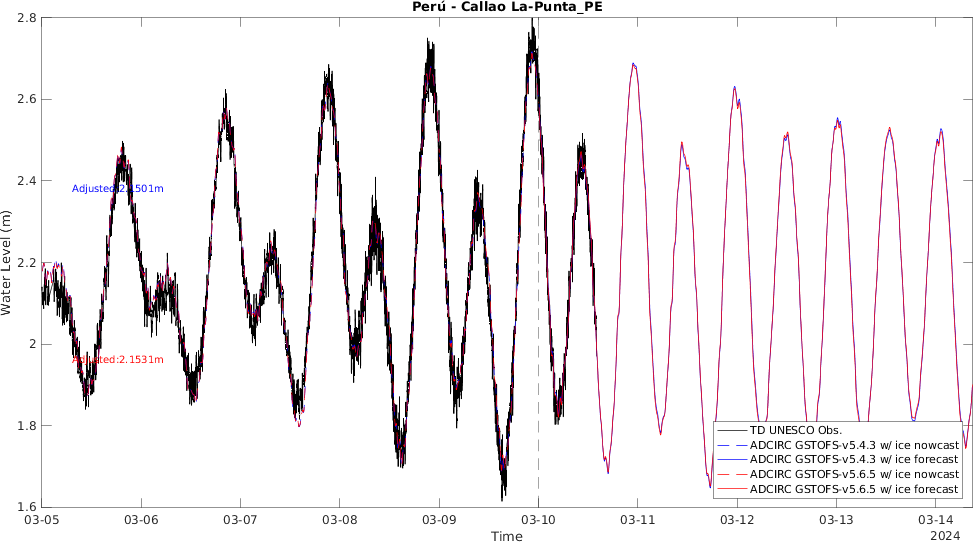 Perú - Callao La-Punta_PE
2.8
2.6
2.4
2.2
2
1.8
1.6
Water Level (m)
Adjusted:2.1501m
Adjusted:2.1531m
TD UNESCO Obs.
ADCIRC GSTOFS-v5.4.3 w/ ice nowcast
ADCIRC GSTOFS-v5.4.3 w/ ice forecast
ADCIRC GSTOFS-v5.6.5 w/ ice nowcast
ADCIRC GSTOFS-v5.6.5 w/ ice forecast
03-05 03-06 03-07 03-08 03-09 03-10 03-11 03-12 03-13 03-14
Time
2024